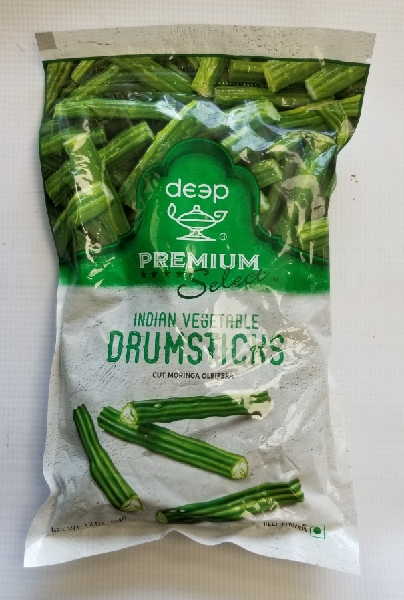 deep
®
PREMIUM
Select
INDIAN VEGETABLE
DRUMSTICKS
CUT MORINGA OLEIFERA